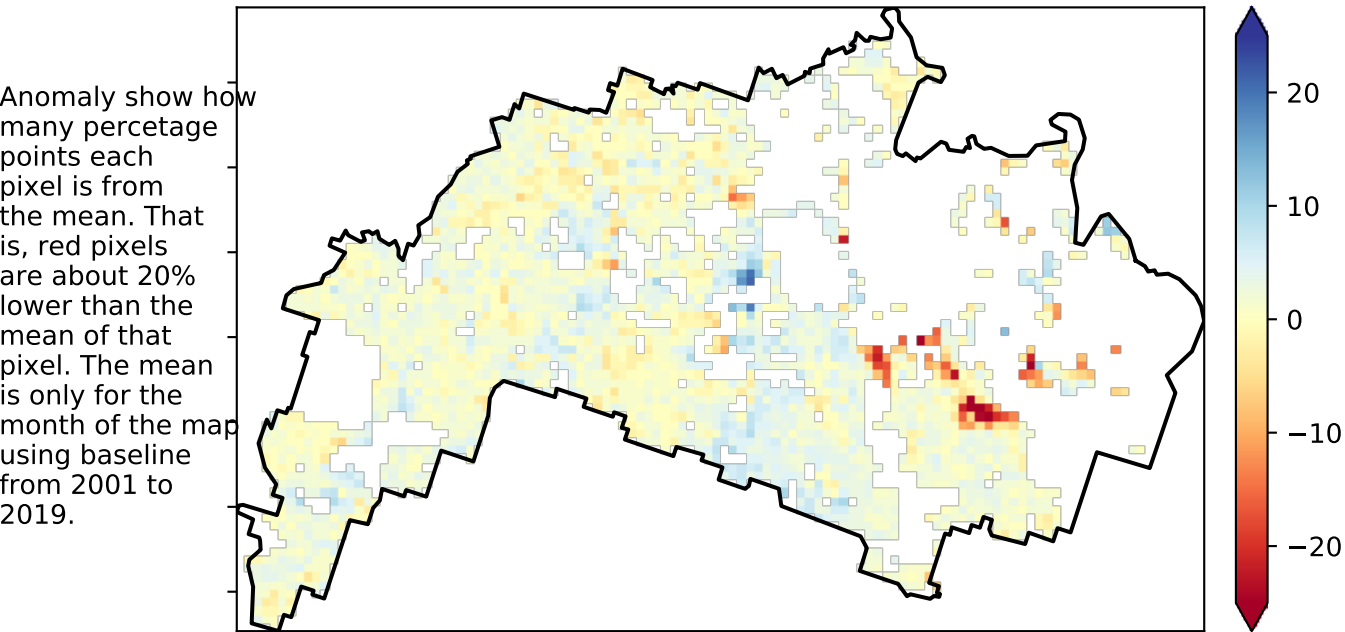 Anomaly show how
many percetage
points each
pixel is from
the mean. That
is, red pixels
are about 20%
lower than the
mean of that
pixel. The mean
is only for the
month of the map
using baseline
from 2001 to
2019.
20
10
0
−10
−20